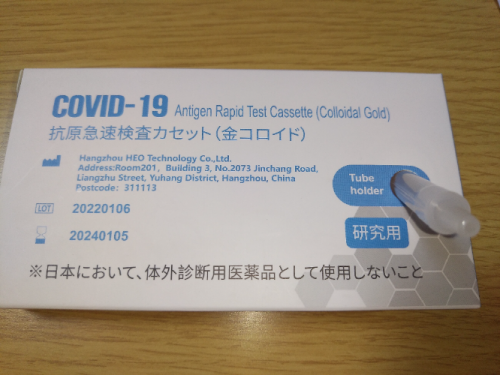 COVID-19 Antigen Rapid Test Cassette (Colloidal Gold)
抗原急速検査カセット（金コロイド）
Hangzhou HEO Technology Co.,Ltd.
Address:Room201, Building 3, No.2073 Jinchang Road,
Liangzhu Street, Yuhang District, Hangzhou, China
Postcode: 311113
Tube
holder
LOT 20220106
20240105
研究用
※日本において、体外診断用医薬品として使用しないこと